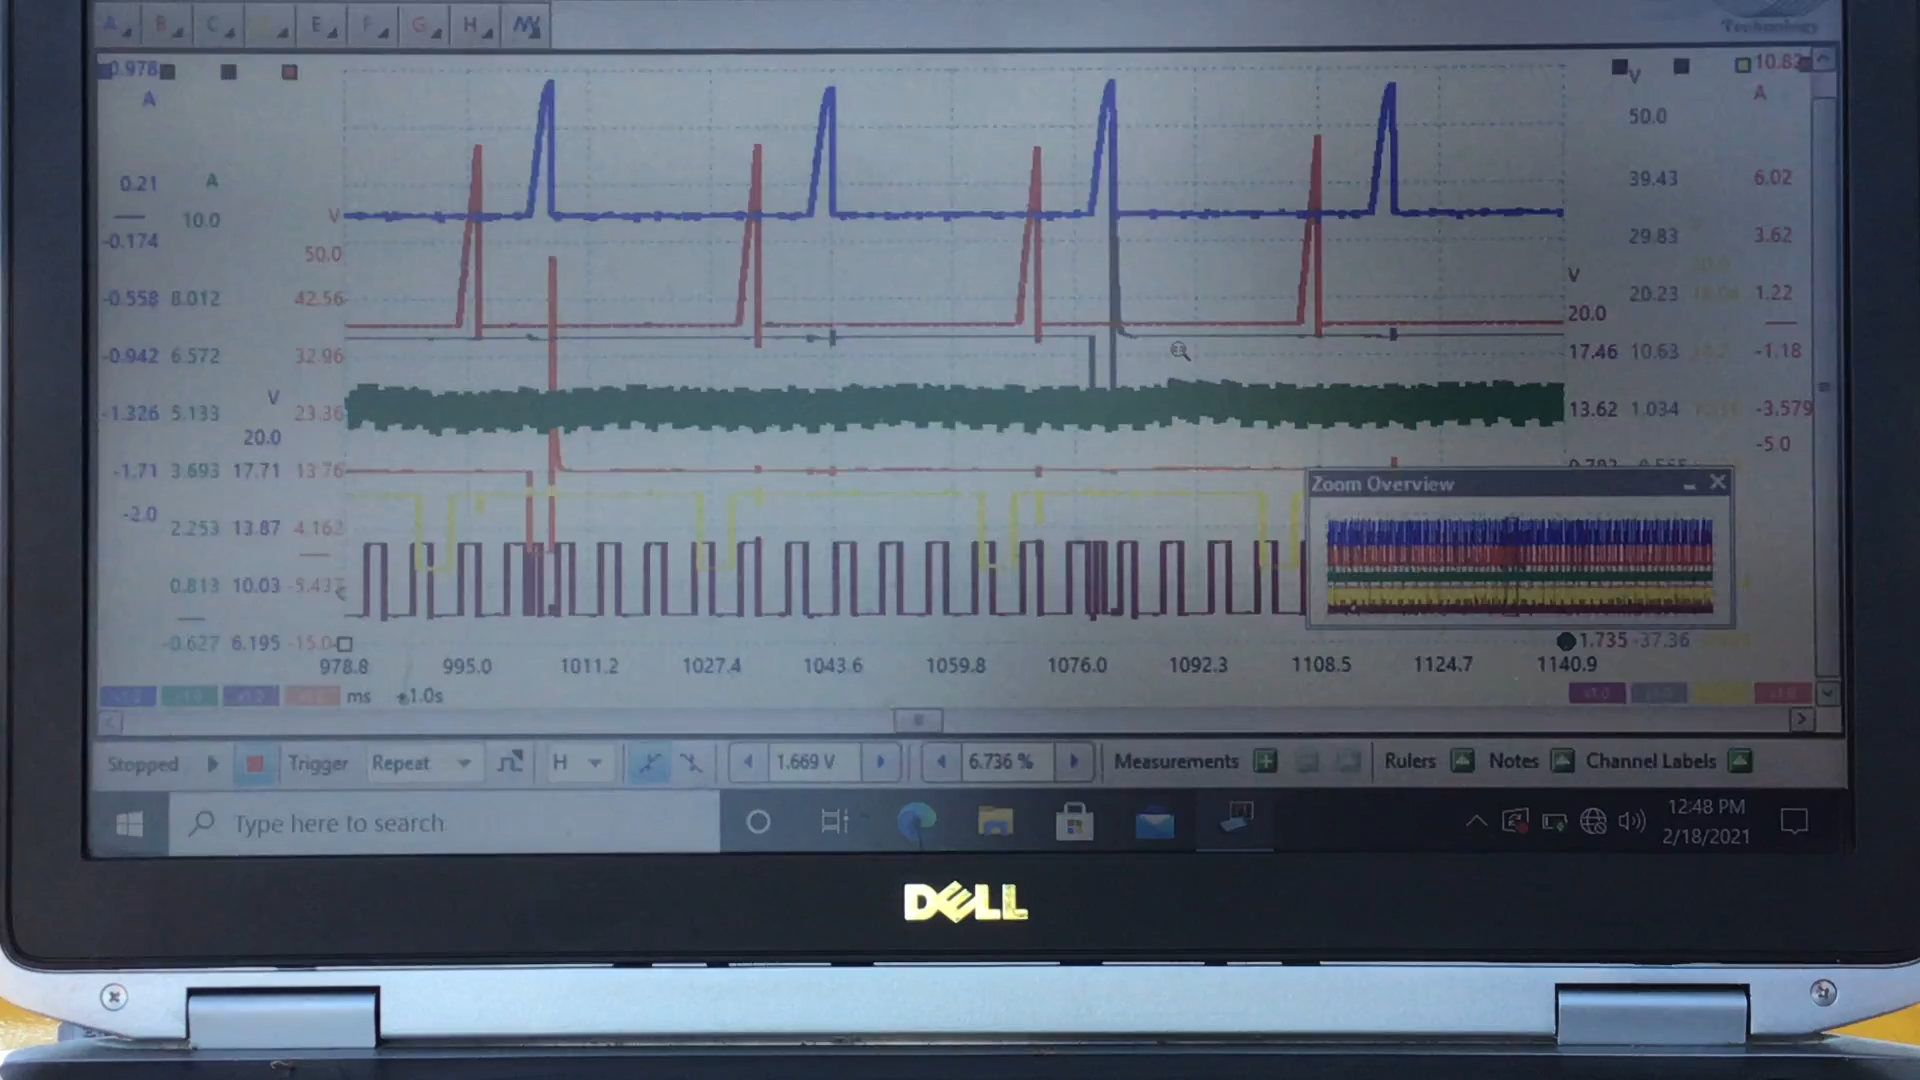 A B C E F G H
Technology
0.978 10.82
A V A
50.0
0.21 A 39.43 6.02
10.0 V
-0.174 29.83 3.62
50.0 V
-0.558 8.012 42.56 20.23 1.22
20.0
-0.942 6.572 32.96 17.46 10.63 -1.18
V
-1.326 5.133 23.36 13.62 1.034 -3.579
20.0 -5.0
-1.71 3.693 17.71 13.76
Zoom Overview
-2.0
2.253 13.87 4.162
0.813 10.03 -5.437
-0.627 6.195 -15.0 1.735 -37.36
978.8 995.0 1011.2 1027.4 1043.6 1059.8 1076.0 1092.3 1108.5 1124.7 1140.9
ms 1.0s
Stopped Trigger Repeat H 1.669 V 6.736 % Measurements Rulers Notes Channel Labels
Type here to search
12:48 PM
2/18/2021
DELL